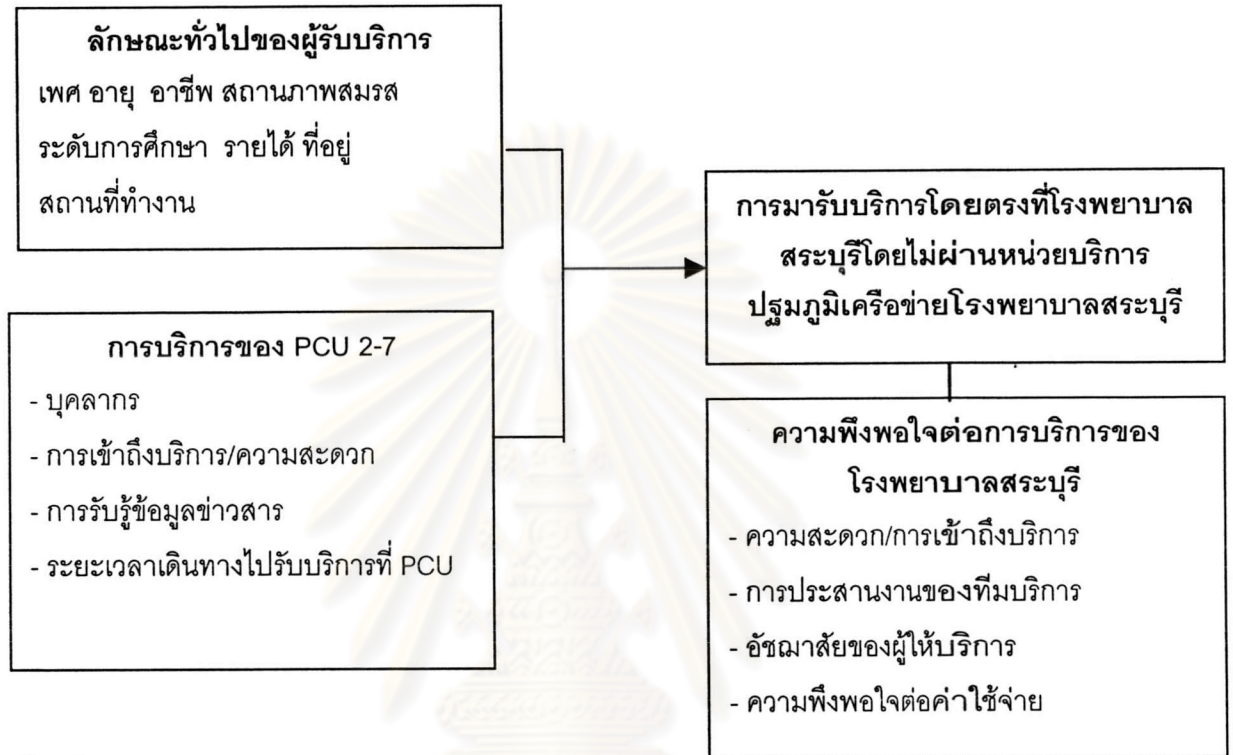 ลักษณะทั่วไปของผู้รับบริการ
เพศ อายุ อาชีพ สถานภาพสมรส
ระดับการศึกษา รายได้ ที่อยู่
สถานที่ทำงาน
การบริการของ PCU 2-7
- บุคลากร
- การเข้าถึงบริการ/ความสะดวก
- การรับรู้ข้อมูลข่าวสาร
- ระยะเวลาเดินทางไปรับบริการที่ PCU
การมารับบริการโดยตรงที่โรงพยาบาล
สระบุรีโดยไม่ผ่านหน่วยบริการ
ปฐมภูมิเครือข่ายโรงพยาบาลสระบุรี
ความพึงพอใจต่อการบริการของ
โรงพยาบาลสระบุรี
- ความสะดวก/การเข้าถึงบริการ
- การประสานงานของทีมบริการ
- อัชฌาสัยของผู้ให้บริการ
- ความพึงพอใจต่อค่าใช้จ่าย